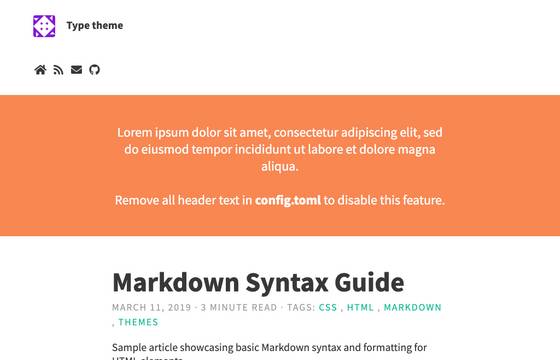 Type theme
Lorem ipsum dolor sit amet, consectetur adipiscing elit, sed
do eiusmod tempor incididunt ut labore et dolore magna
aliqua.
Remove all header text in config.toml to disable this feature.
Markdown Syntax Guide
MARCH 11, 2019 · 3 MINUTE READ · TAGS: CSS , HTML , MARKDOWN
, THEMES
Sample article showcasing basic Markdown syntax and formatting for
HTML elements.